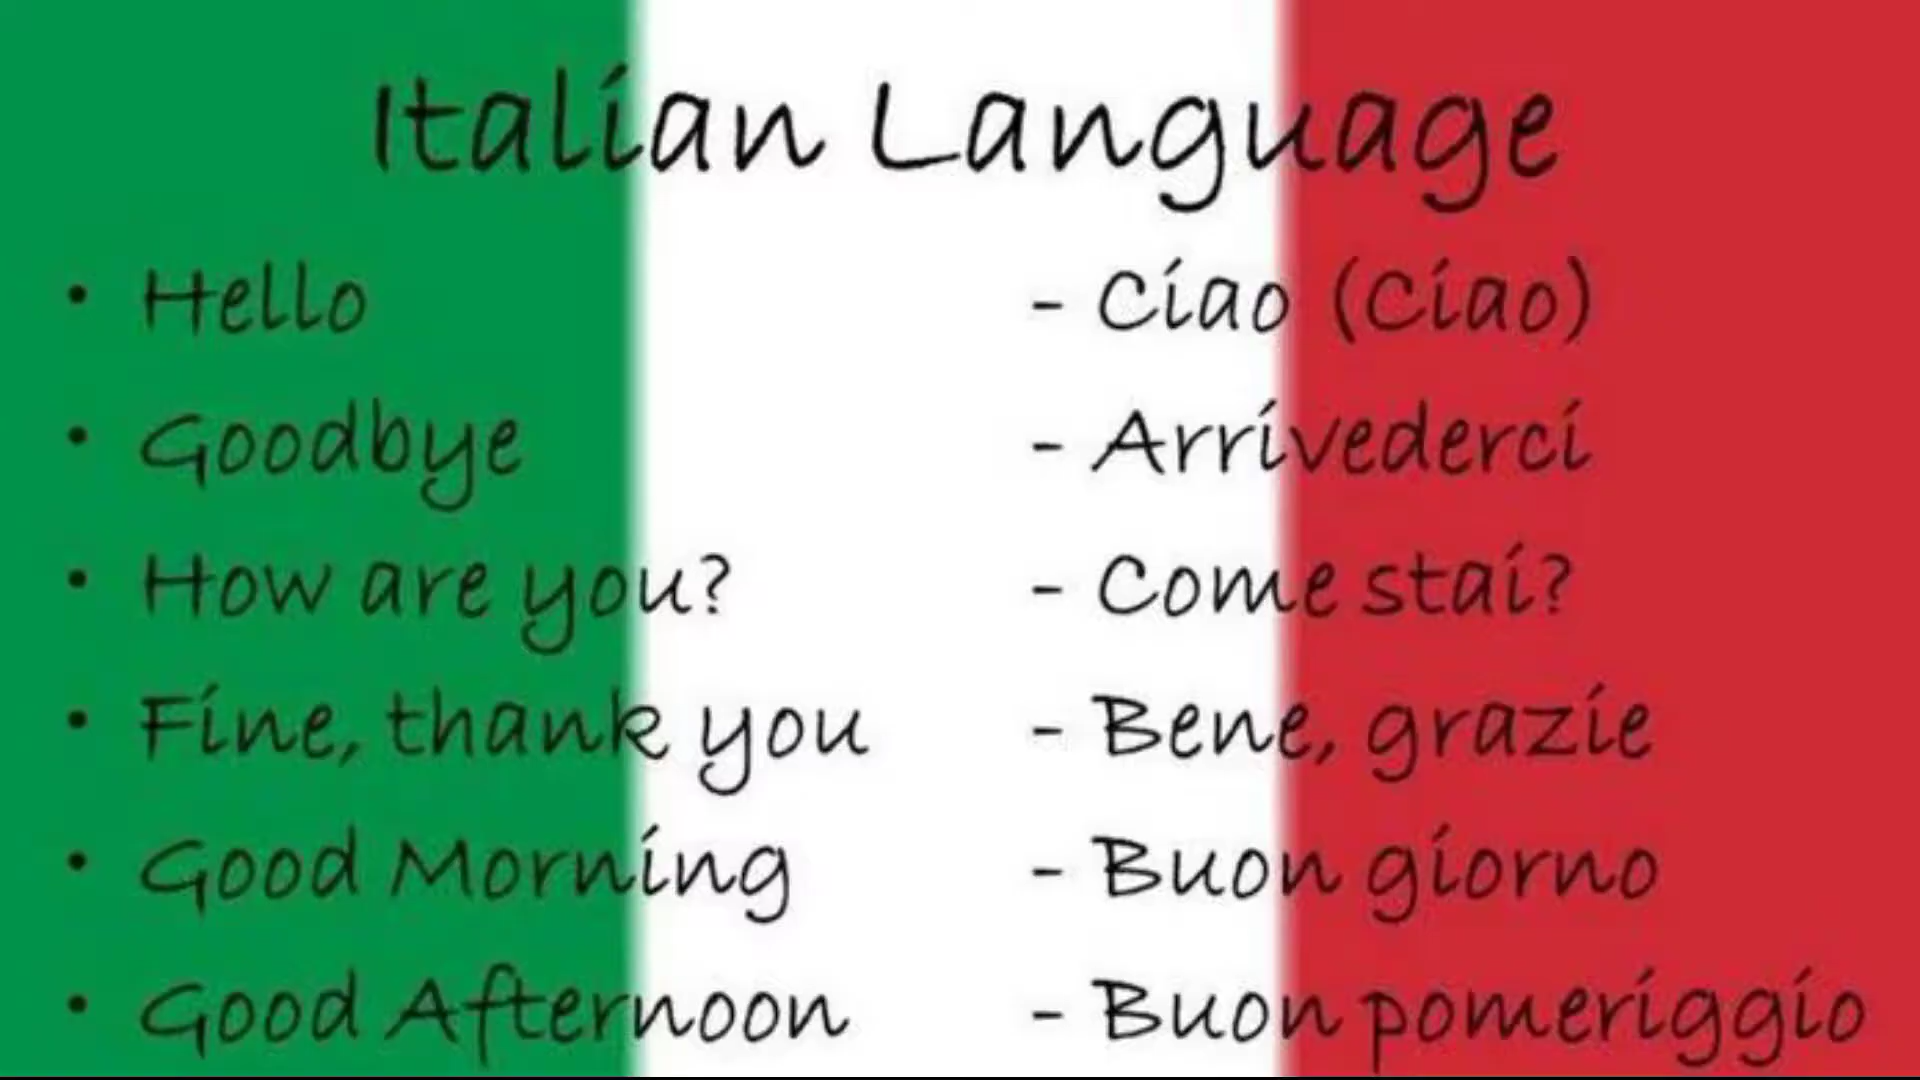 Italian Language
• Hello - Ciao (Ciao)
• Goodbye - Arrivederci
• How are you? - Come stai?
• Fine, thank you - Bene, grazie
• Good Morning - Buon giorno
• Good Afternoon - Buon pomeriggio